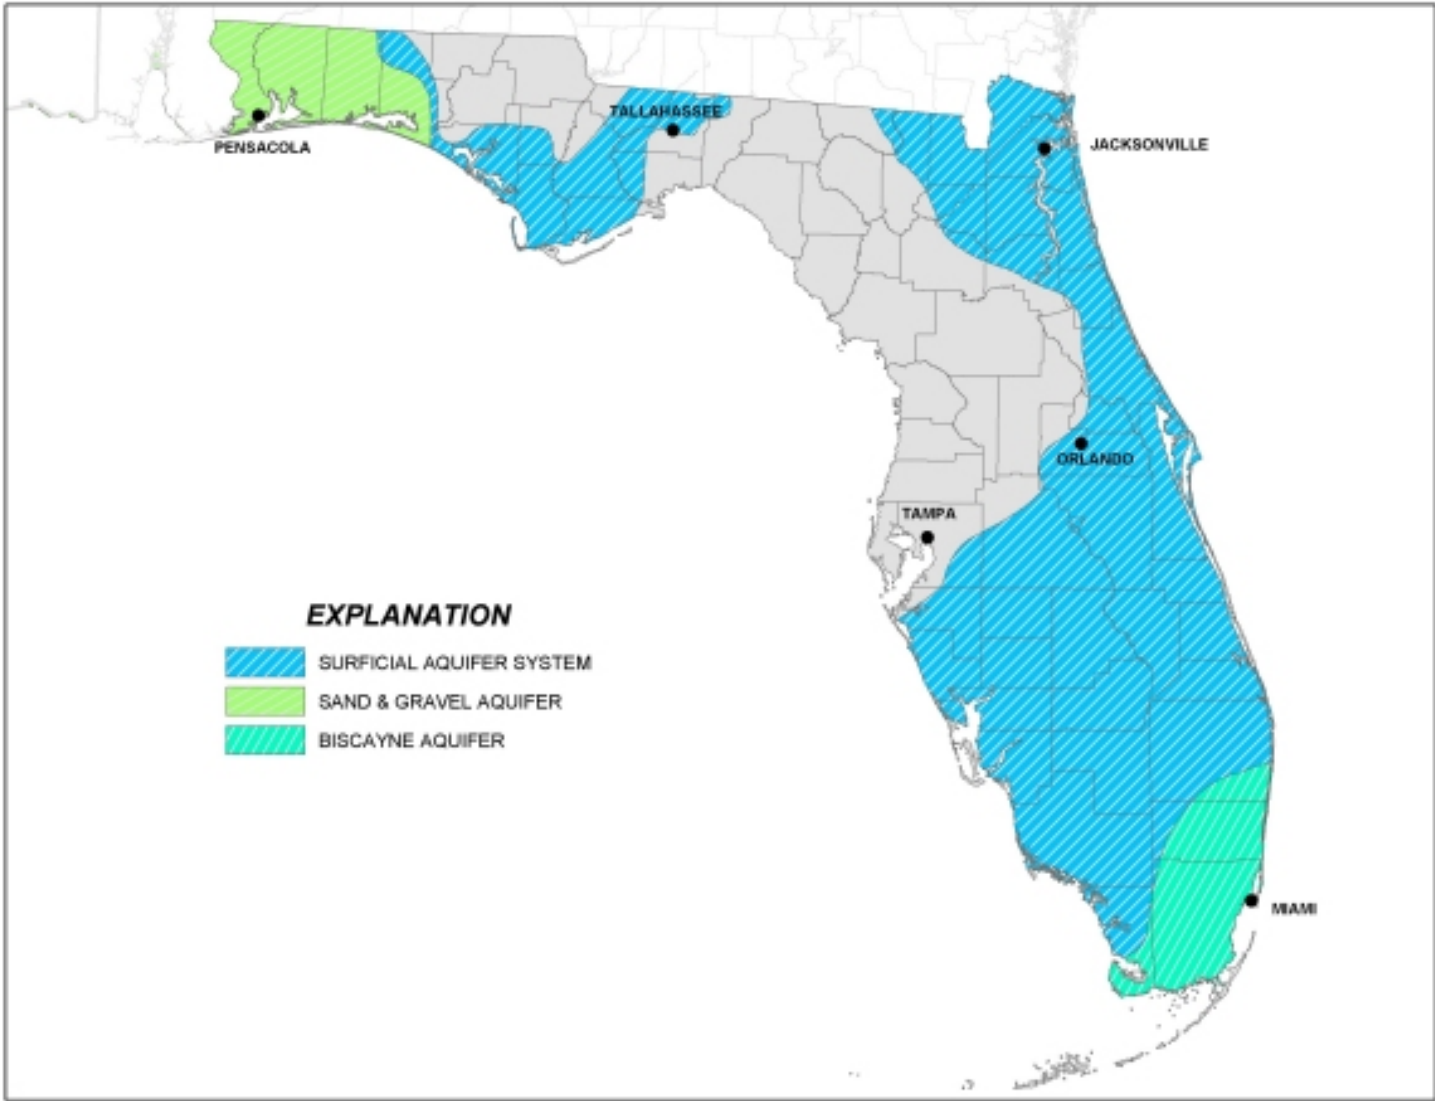 TALLAHASSEE
PENSACOLA
JACKSONVILLE
ORLANDO
TAMPA
EXPLANATION
SURFICIAL AQUIFER SYSTEM
SAND & GRAVEL AQUIFER
BISCAYNE AQUIFER
MIAMI